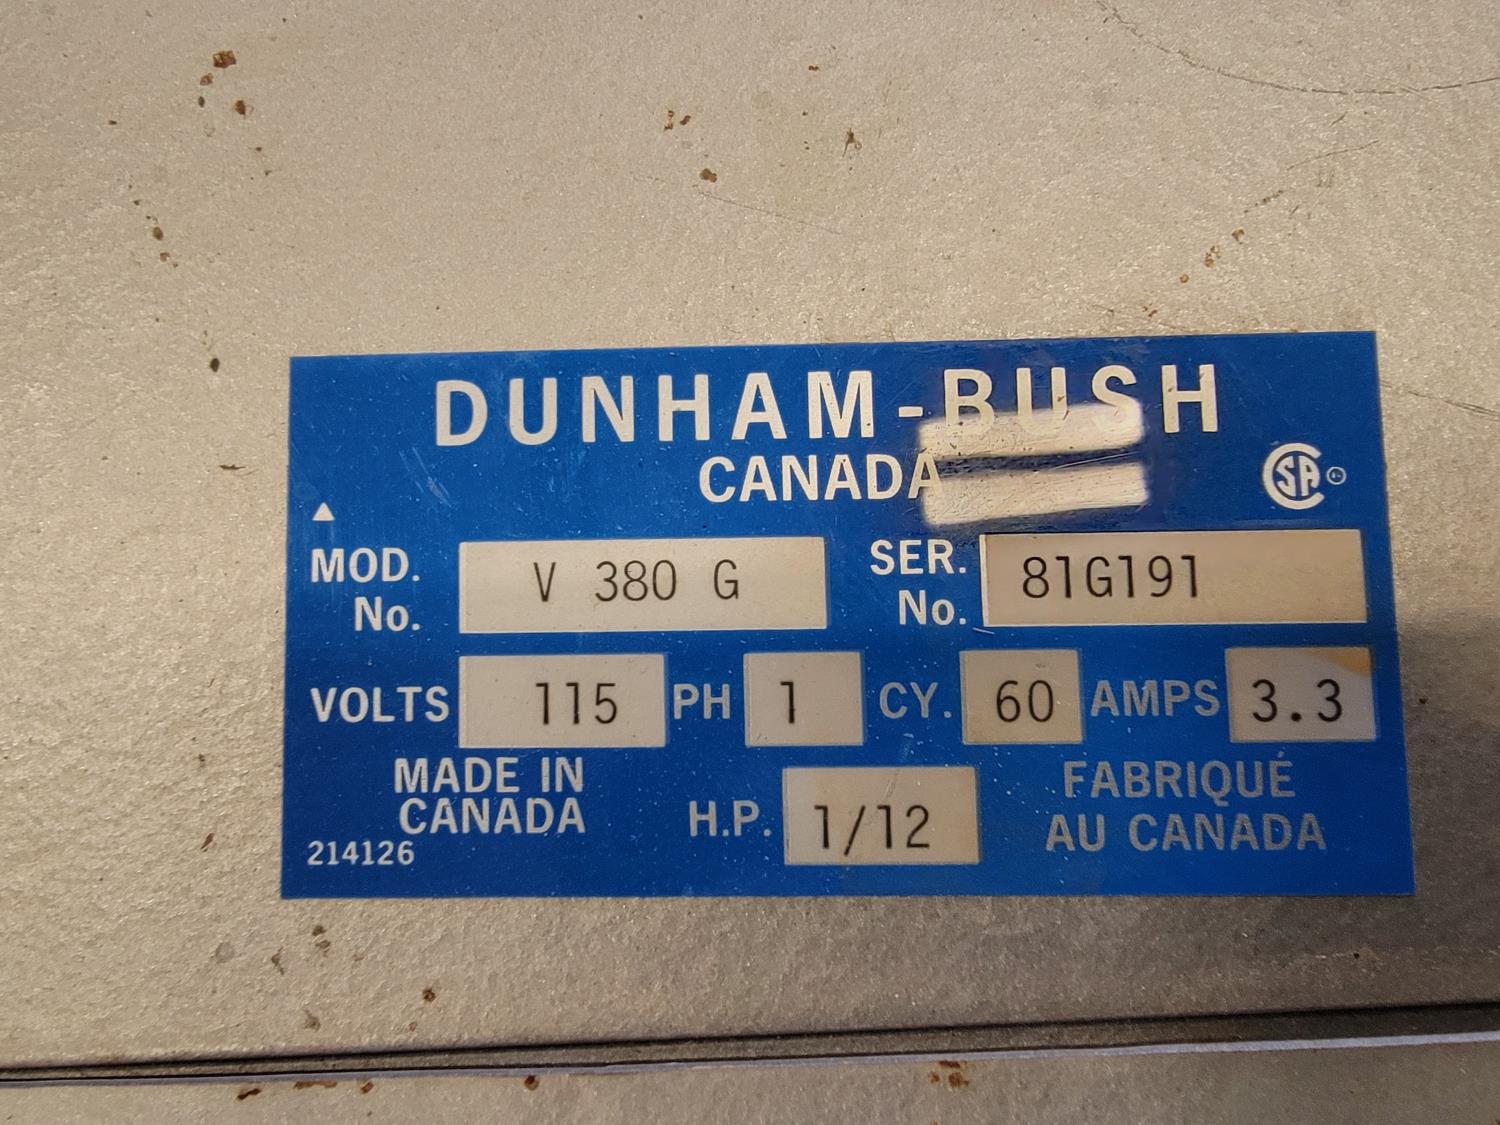 DUNHAM-BUSH
CANADA
CSA
MOD. No. V 380 G SER. No. 81G191
VOLTS 115 PH 1 CY. 60 AMPS 3.3
MADE IN CANADA H.P. 1/12 FABRIQUÉ AU CANADA
214126